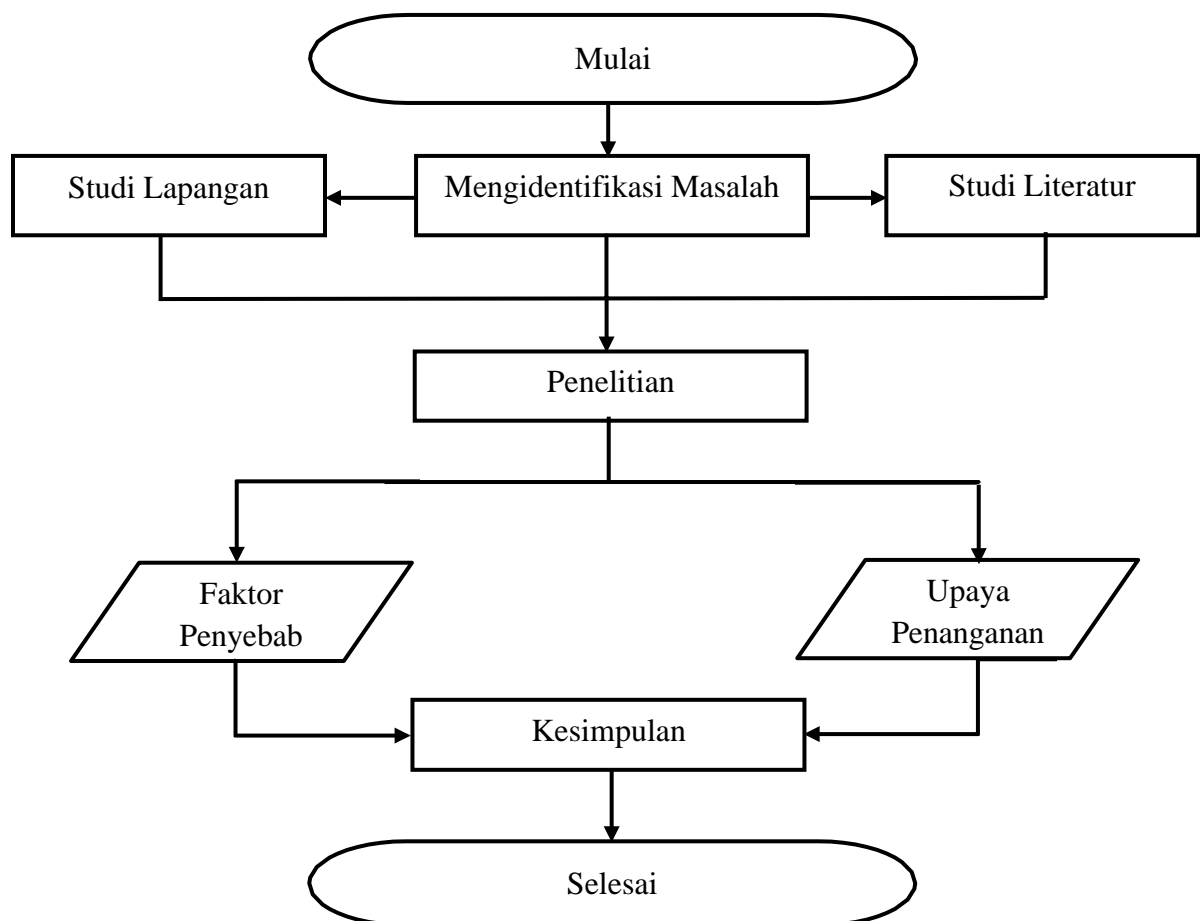 Mulai
Studi Lapangan
Mengidentifikasi Masalah
Studi Literatur
Penelitian
Faktor
Penyebab
Upaya
Penanganan
Kesimpulan
Selesai